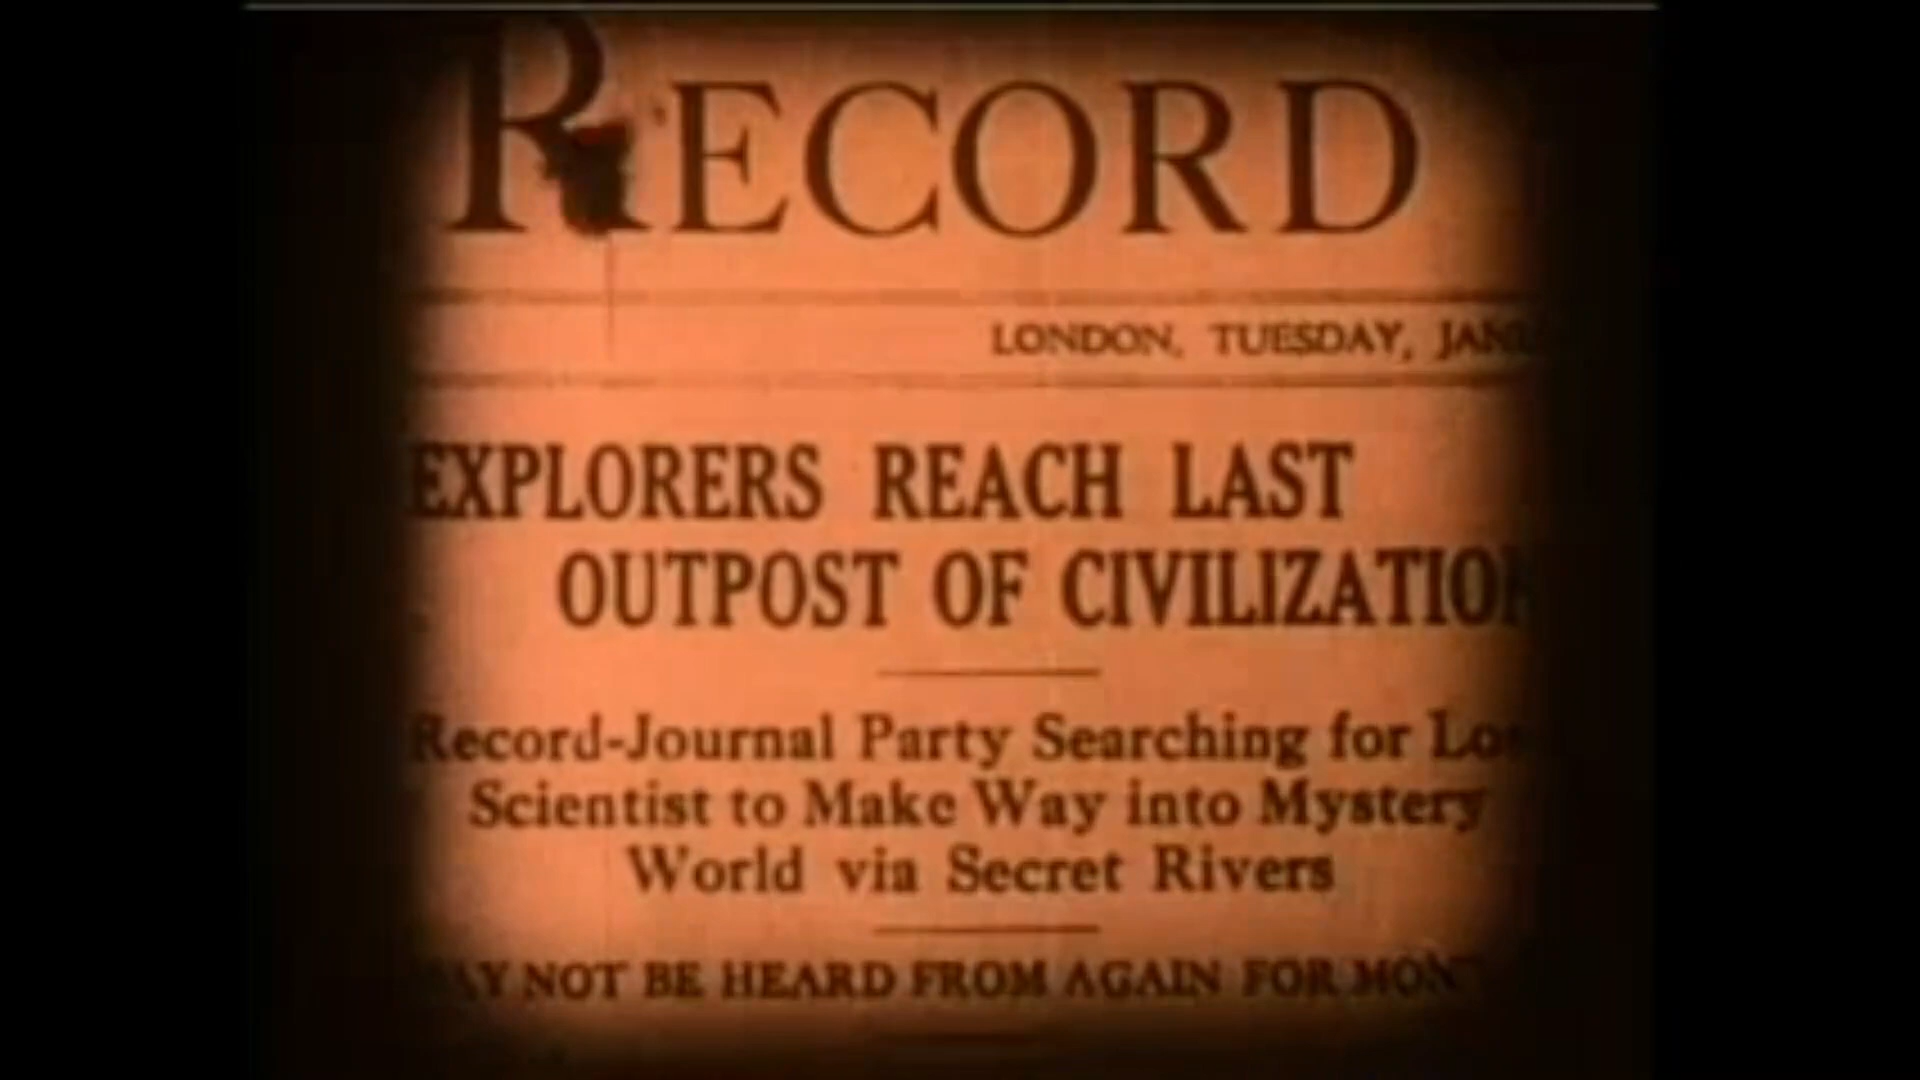 RECORD
LONDON, TUESDAY,
EXPLORERS REACH LAST
OUTPOST OF CIVILIZATION
Record-Journal Party Searching for
Scientist to Make Way into Mystery
World via Secret Rivers
NOT BE HEARD FROM AGAIN FOR